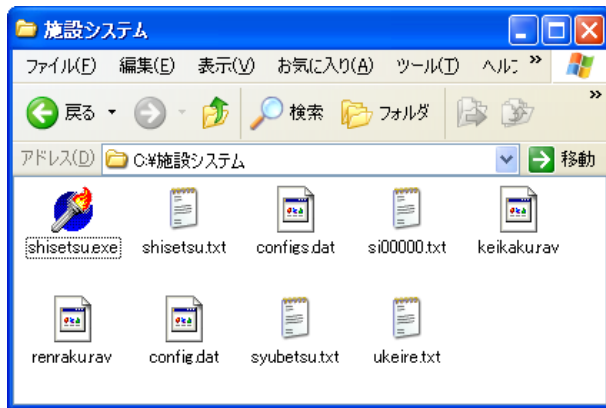 施設システム
ファイル(F) 編集(E) 表示(V) お気に入り(A) ツール(T) ヘルプ »
戻る 検索 フォルダ »
アドレス(D) C:¥施設システム 移動
shisetsu.exe shisetsu.txt configs.dat si00000.txt keikaku.rav
renraku.rav config.dat syubetsu.txt ukeire.txt